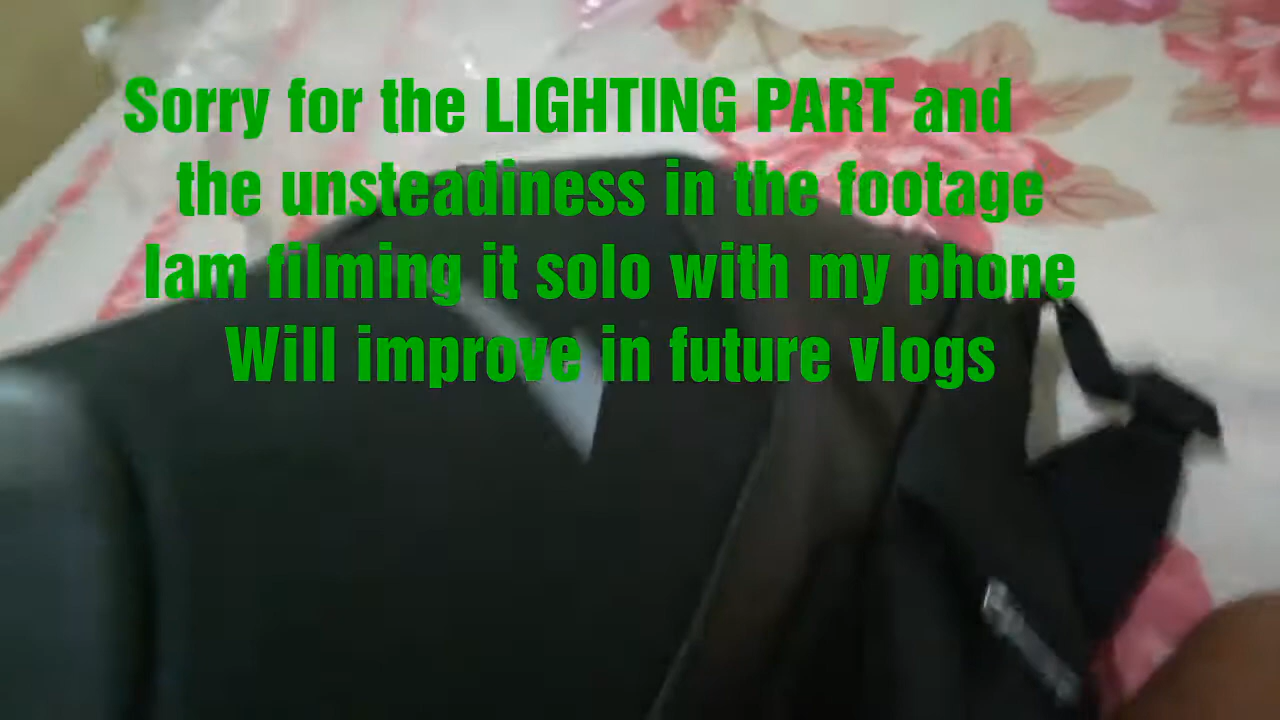 Sorry for the LIGHTING PART and
the unsteadiness in the footage
Iam filming it solo with my phone
Will improve in future vlogs